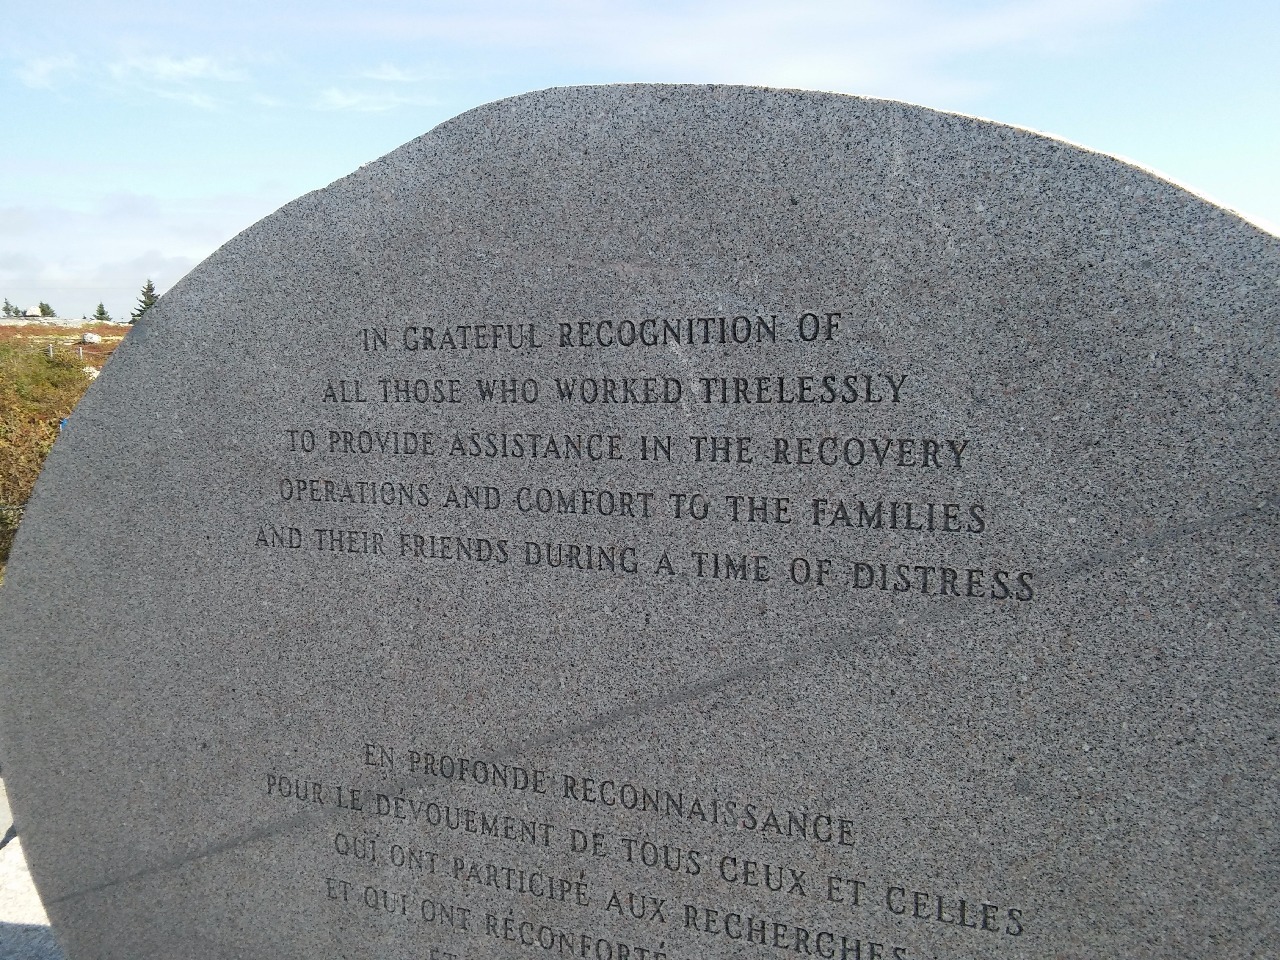 IN GRATEFUL RECOGNITION OF
ALL THOSE WHO WORKED TIRELESSLY
TO PROVIDE ASSISTANCE IN THE RECOVERY
OPERATIONS AND COMFORT TO THE FAMILIES
AND THEIR FRIENDS DURING A TIME OF DISTRESS
EN PROFONDE RECONNAISSANCE
POUR LE DÉVOUEMENT DE TOUS CEUX ET CELLES
QUI ONT PARTICIPÉ AUX RECHERCHES
ET QUI ONT RÉCONFORTÉ
ET